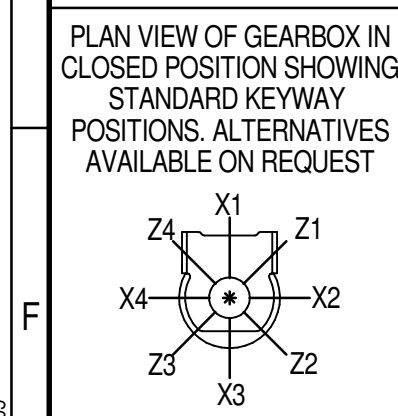 PLAN VIEW OF GEARBOX IN
CLOSED POSITION SHOWING
STANDARD KEYWAY
POSITIONS. ALTERNATIVES
AVAILABLE ON REQUEST
X1
Z4 Z1
X4 X2
F
Z3 Z2
X3